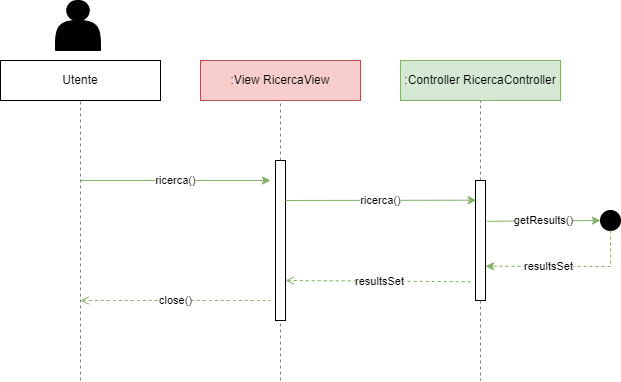 Utente
:View RicercaView
:Controller RicercaController
ricerca()
ricerca()
getResults()
resultsSet
resultsSet
close()